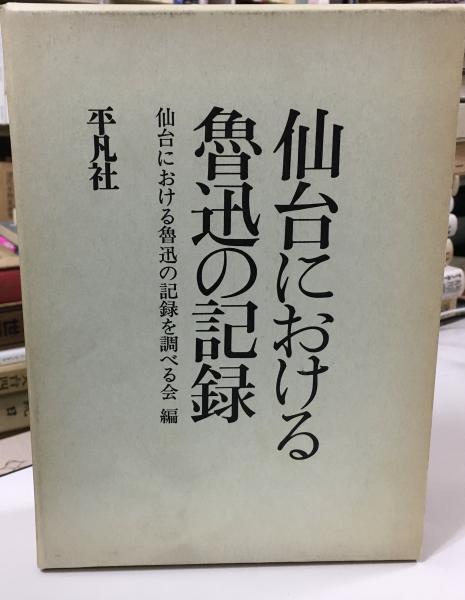 仙台における
魯迅の記録
仙台における魯迅の記録を調べる会 編
平凡社